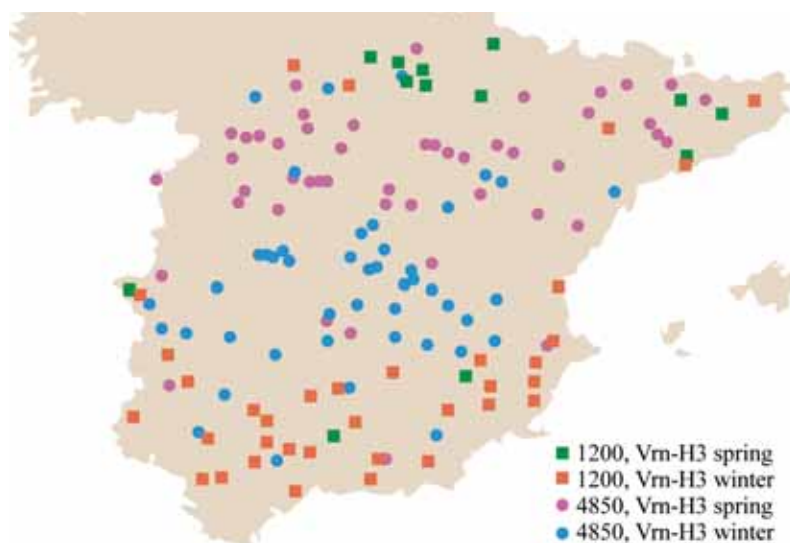 1200, Vrn-H3 spring
1200, Vrn-H3 winter
4850, Vrn-H3 spring
4850, Vrn-H3 winter